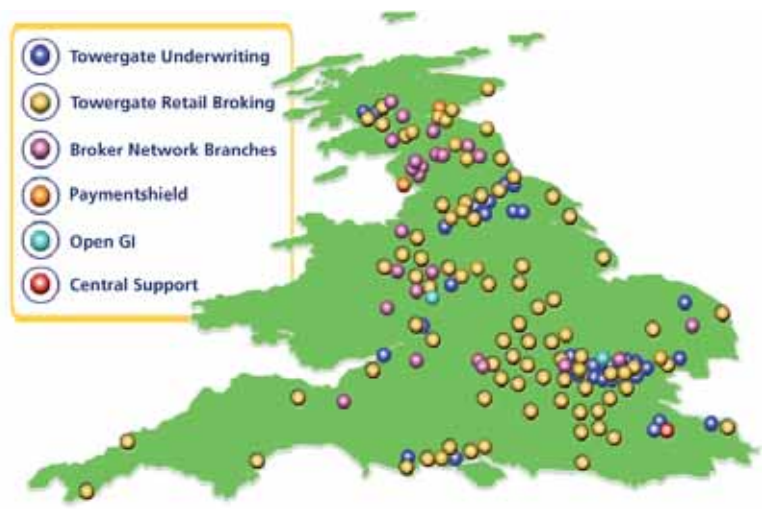 Towergate Underwriting
Towergate Retail Broking
Broker Network Branches
Paymentshield
Open GI
Central Support